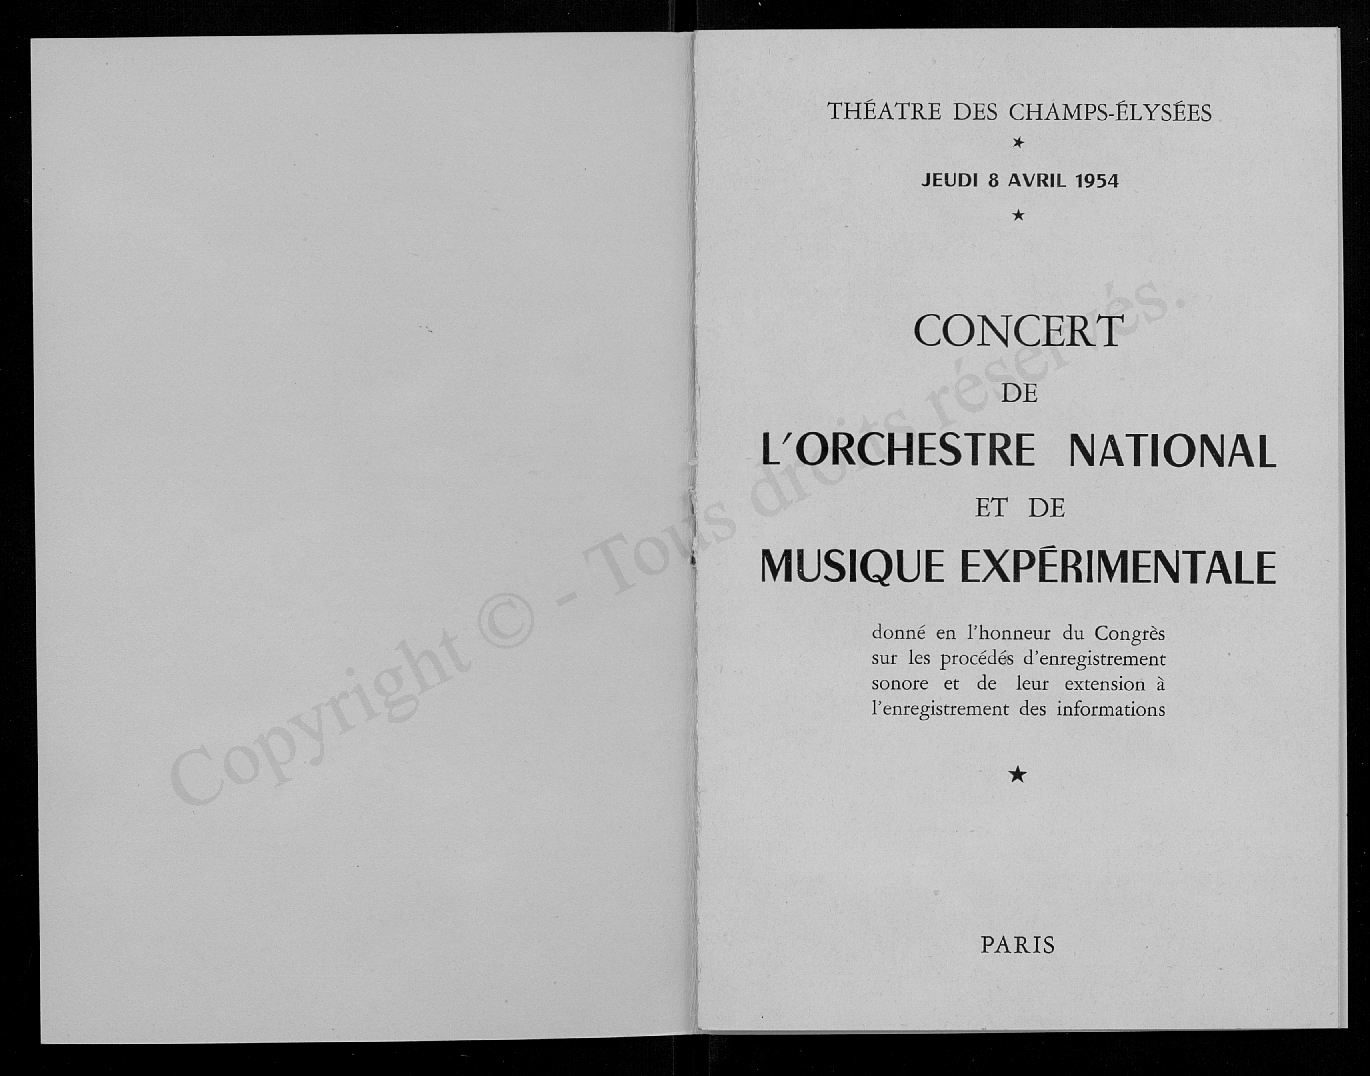 THÉATRE DES CHAMPS-ÉLYSÉES
JEUDI 8 AVRIL 1954
CONCERT
DE
L'ORCHESTRE NATIONAL
ET DE
MUSIQUE EXPÉRIMENTALE
donné en l'honneur du Congrès
sur les procédés d'enregistrement
sonore et de leur extension à
l'enregistrement des informations
PARIS
Copyright © - Tous droits réservés.